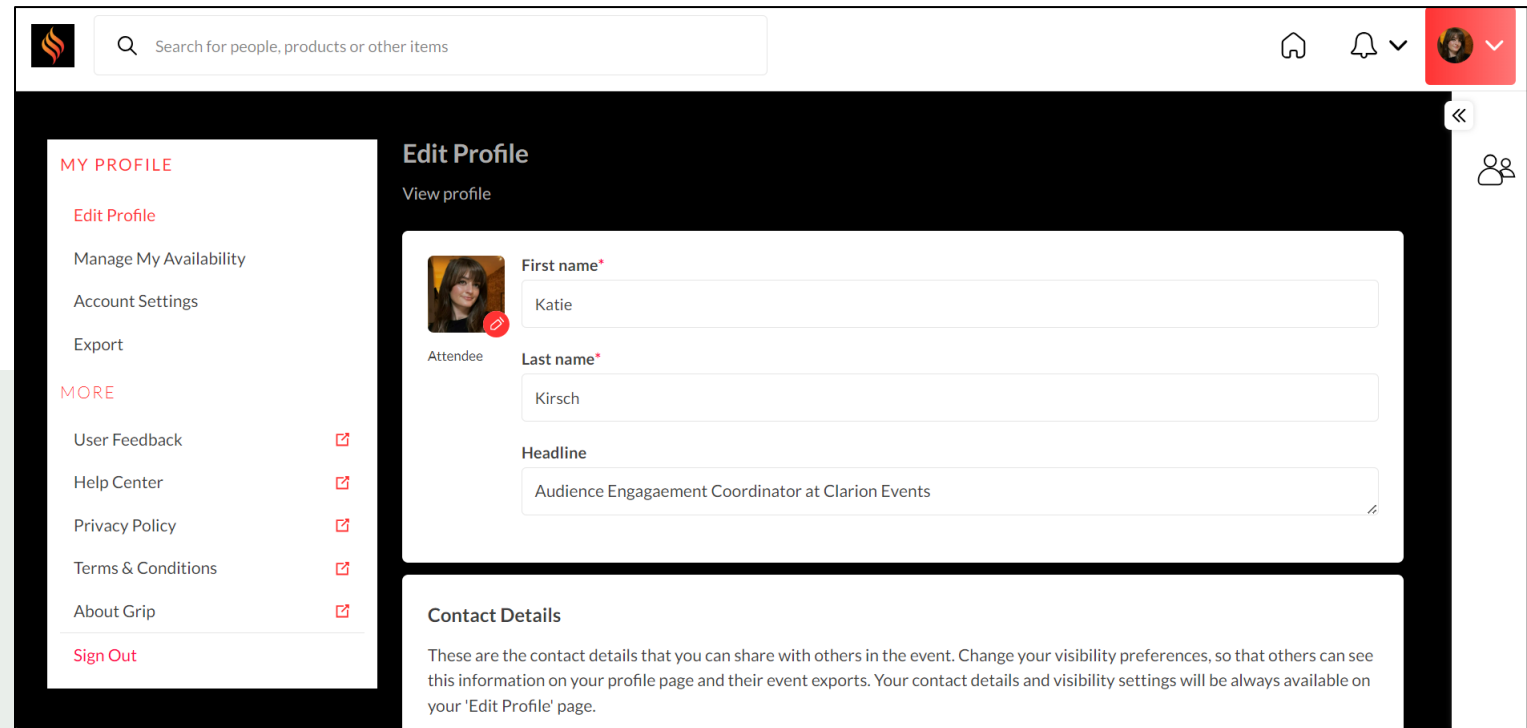 Search for people, products or other items
MY PROFILE
Edit Profile
Manage My Availability
Account Settings
Export
MORE
User Feedback
Help Center
Privacy Policy
Terms & Conditions
About Grip
Sign Out
Edit Profile
View profile
Attendee
First name*
Katie
Last name*
Kirsch
Headline
Audience Engagaement Coordinator at Clarion Events
Contact Details
These are the contact details that you can share with others in the event. Change your visibility preferences, so that others can see
this information on your profile page and their event exports. Your contact details and visibility settings will be always available on
your 'Edit Profile' page.